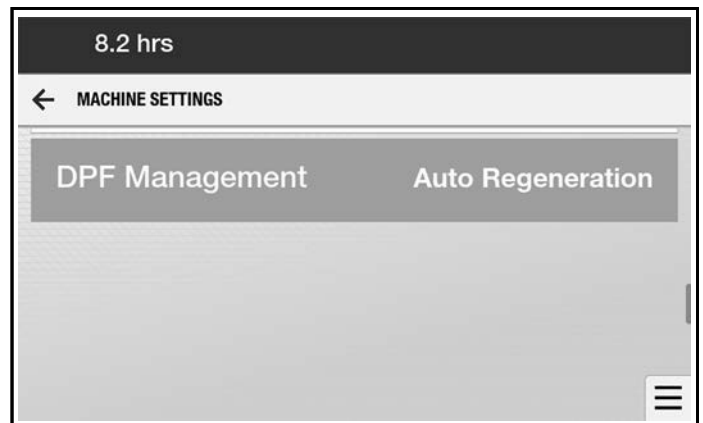 8.2 hrs
MACHINE SETTINGS
DPF Management Auto Regeneration